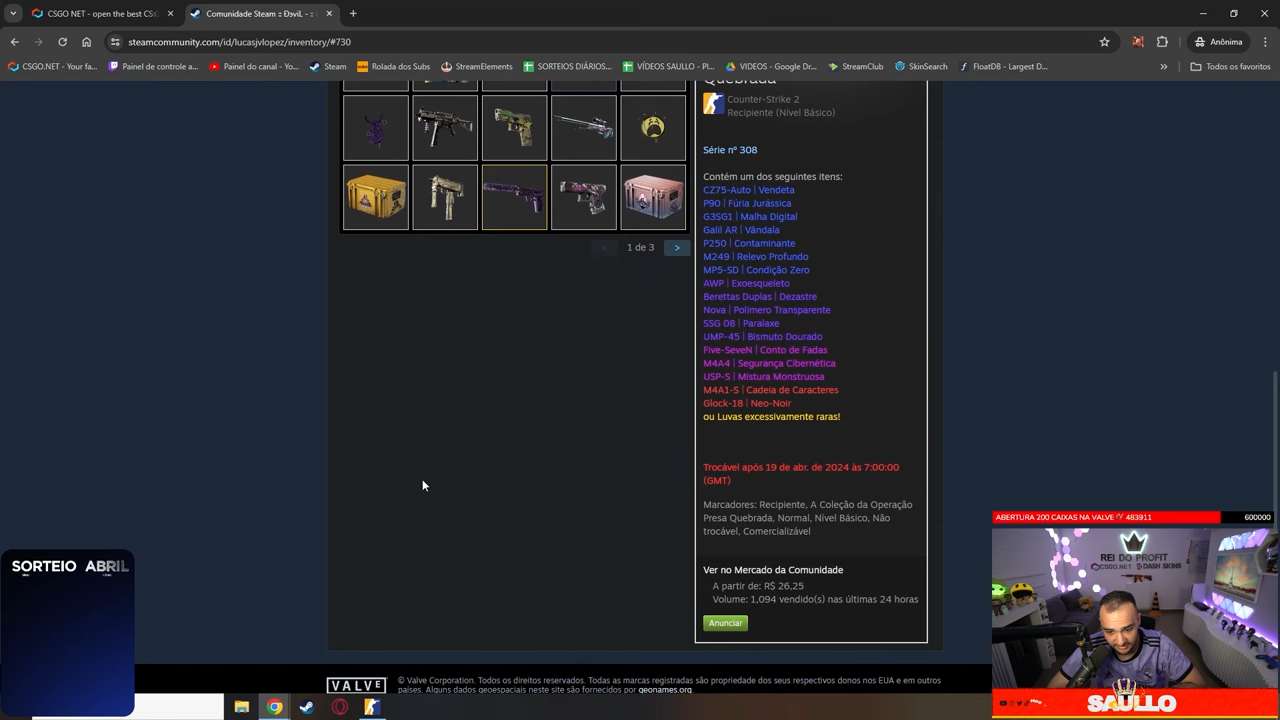 CSGO.NET - open the best CS:
Comunidade Steam :: ĐəviL - ::
steamcommunity.com/id/lucasjvlopez/inventory/#730
Anônima
CSGO.NET - Your fa...
Painel de controle a...
Painel do canal - Yo...
Steam
Rolada dos Subs
StreamElements
SORTEIOS DIÁRIOS...
VÍDEOS SAULLO - Pl...
VIDEOS - Google Dr...
StreamClub
SkinSearch
FloatDB - Largest D...
»
Todos os favoritos
Quebrada
Counter-Strike 2
Recipiente (Nível Básico)
Série nº 308
Contém um dos seguintes itens:
CZ75-Auto | Vendeta
P90 | Fúria Jurássica
G3SG1 | Malha Digital
Galil AR | Vândala
P250 | Contaminante
M249 | Relevo Profundo
MP5-SD | Condição Zero
AWP | Exoesqueleto
Berettas Duplas | Dezastre
Nova | Polímero Transparente
SSG 08 | Paralaxe
UMP-45 | Bismuto Dourado
Five-SeveN | Conto de Fadas
M4A4 | Segurança Cibernética
USP-S | Mistura Monstruosa
M4A1-S | Cadeia de Caracteres
Glock-18 | Neo-Noir
ou Luvas excessivamente raras!
< 1 de 3 >
Trocável após 19 de abr. de 2024 às 7:00:00
(GMT)
Marcadores: Recipiente, A Coleção da Operação
Presa Quebrada, Normal, Nível Básico, Não
trocável, Comercializável
Ver no Mercado da Comunidade
A partir de: R$ 26,25
Volume: 1,094 vendido(s) nas últimas 24 horas
Anunciar
VALVE
© Valve Corporation. Todos os direitos reservados. Todas as marcas registradas são propriedade dos seus respectivos donos nos EUA e em outros
países. Alguns dados geoespaciais neste site são fornecidos por geonames.org.
SORTEIO ABRIL
ABERTURA 200 CAIXAS NA VALVE 483911
600000
REI DO PROFIT
CSGO.NET DASH SKINS
SAULLO